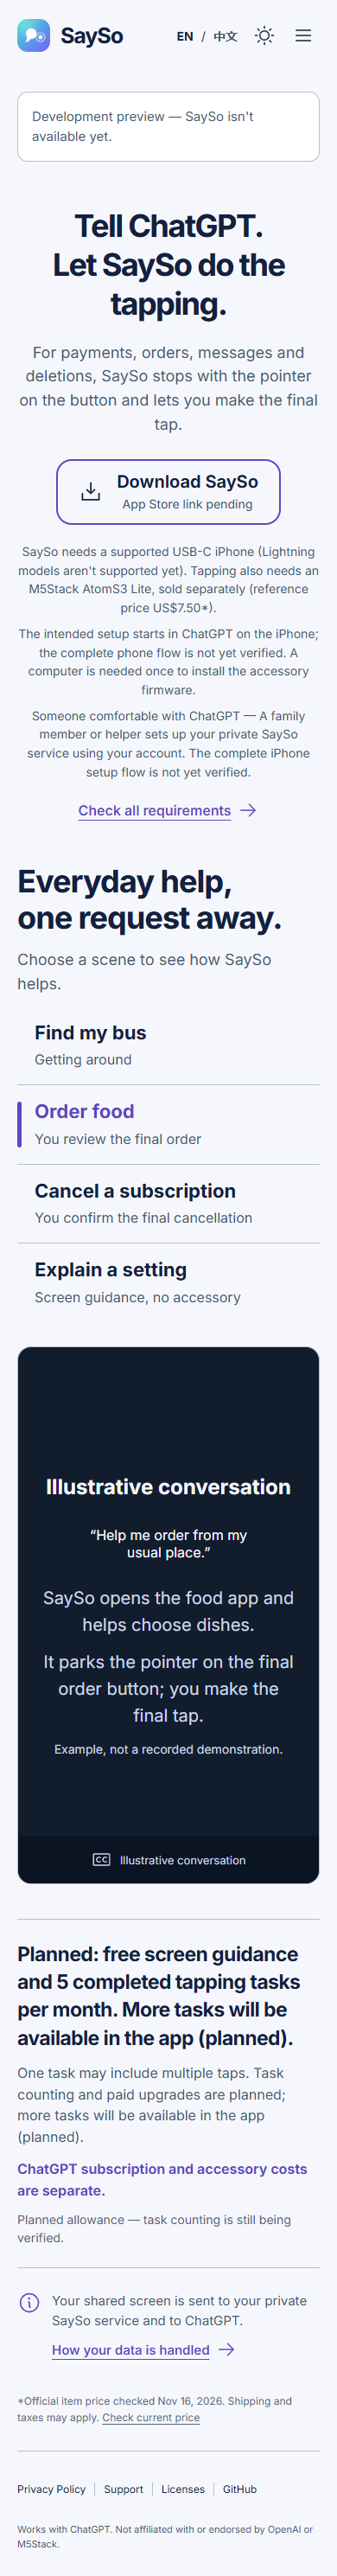 SaySo
EN / 中文
Development preview — SaySo isn't
available yet.
Tell ChatGPT.
Let SaySo do the
tapping.
For payments, orders, messages and
deletions, SaySo stops with the pointer
on the button and lets you make the final
tap.
Download SaySo
App Store link pending
SaySo needs a supported USB-C iPhone (Lightning
models aren't supported yet). Tapping also needs an
M5Stack AtomS3 Lite, sold separately (reference
price US$7.50*).
The intended setup starts in ChatGPT on the iPhone;
the complete phone flow is not yet verified. A
computer is needed once to install the accessory
firmware.
Someone comfortable with ChatGPT — A family
member or helper sets up your private SaySo
service using your account. The complete iPhone
setup flow is not yet verified.
Check all requirements
Everyday help,
one request away.
Choose a scene to see how SaySo
helps.
Find my bus
Getting around
Order food
You review the final order
Cancel a subscription
You confirm the final cancellation
Explain a setting
Screen guidance, no accessory
Illustrative conversation
“Help me order from my
usual place.”
SaySo opens the food app and
helps choose dishes.
It parks the pointer on the final
order button; you make the
final tap.
Example, not a recorded demonstration.
CC Illustrative conversation
Planned: free screen guidance
and 5 completed tapping tasks
per month. More tasks will be
available in the app (planned).
One task may include multiple taps. Task
counting and paid upgrades are planned;
more tasks will be available in the app
(planned).
ChatGPT subscription and accessory costs
are separate.
Planned allowance — task counting is still being
verified.
Your shared screen is sent to your private
SaySo service and to ChatGPT.
How your data is handled
*Official item price checked Nov 16, 2026. Shipping and
taxes may apply. Check current price
Privacy Policy | Support | Licenses | GitHub
Works with ChatGPT. Not affiliated with or endorsed by OpenAI or
M5Stack.